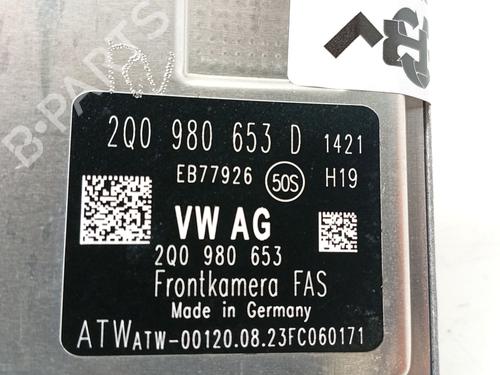 B-PARTS
2Q0 980 653 D 1421
EB77926 50S H19
VW AG
2Q0 980 653
Frontkamera FAS
Made in Germany
ATW ATW-00120.08.23FC060171